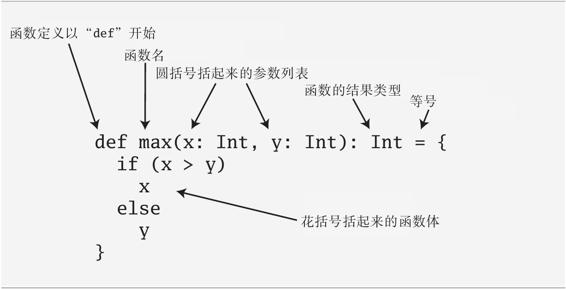 函数定义以“def”开始
函数名
圆括号括起来的参数列表
函数的结果类型
等号
def max(x: Int, y: Int): Int = {
if (x > y)
x
else
y
}
花括号括起来的函数体